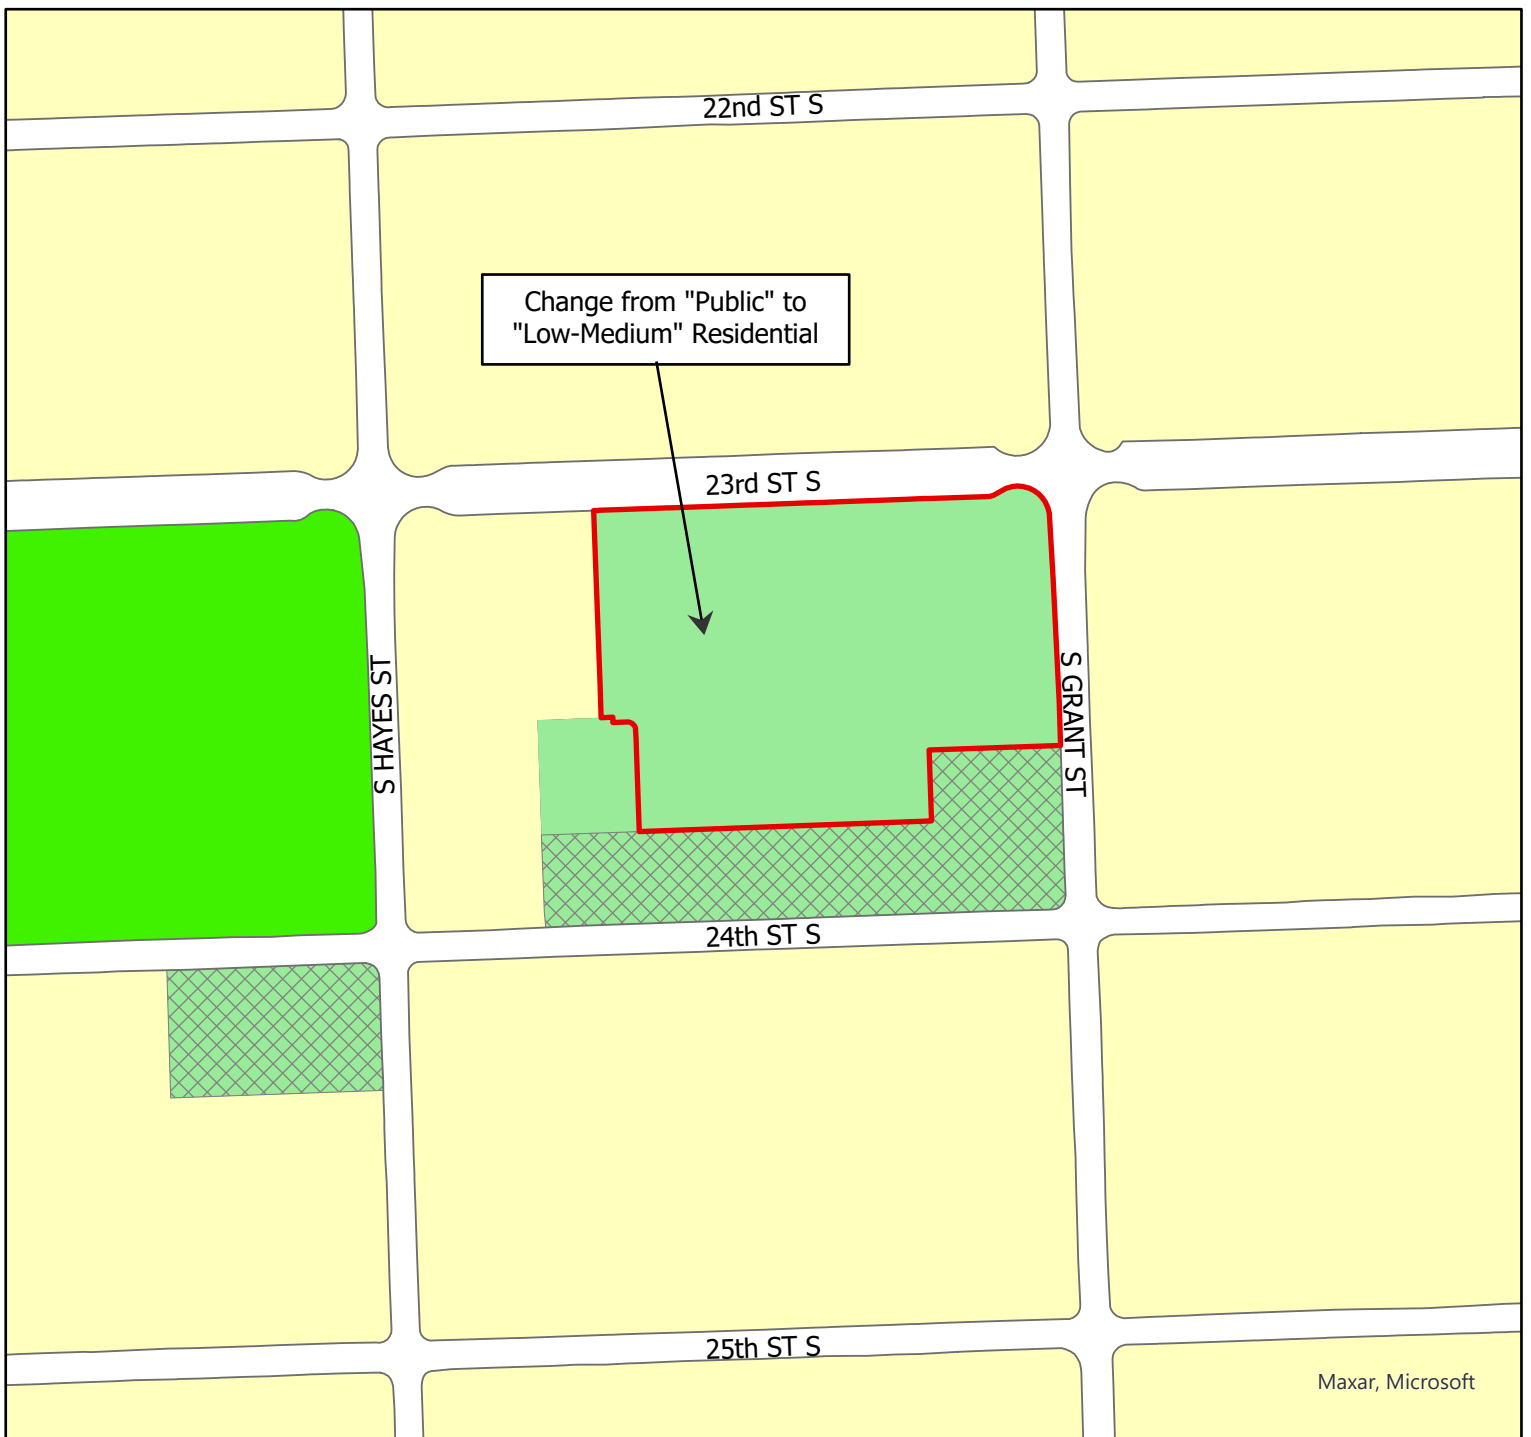 22nd ST S
Change from "Public" to
"Low-Medium" Residential
23rd ST S
S HAYES ST
S GRANT ST
24th ST S
25th ST S
Maxar, Microsoft